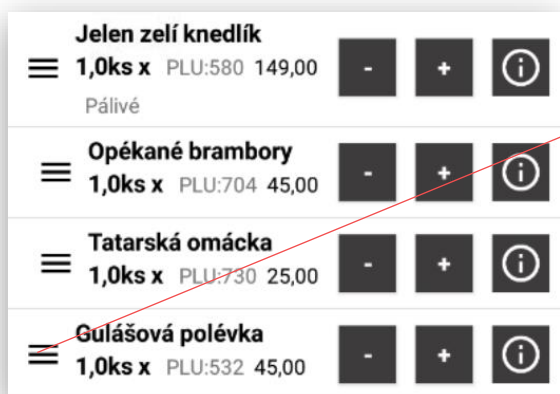 Jelen zelí knedlík
1,0ks x PLU:580 149,00 - +
Pálivé
Opékané brambory
1,0ks x PLU:704 45,00 - +
Tatarská omácka
1,0ks x PLU:730 25,00 - +
Gulášová polévka
1,0ks x PLU:532 45,00 - +